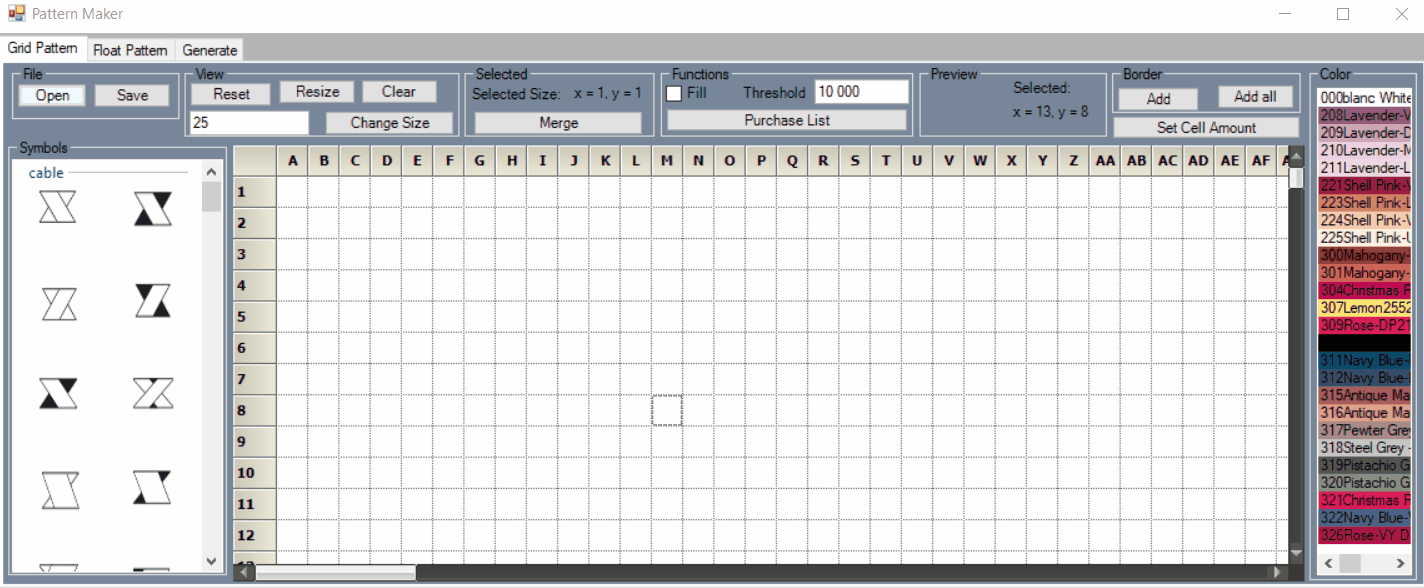 Pattern Maker
Grid Pattern Float Pattern Generate
File View Selected Functions Preview Border Color
Open Save Reset Resize Clear Selected Size: x = 1, y = 1 Fill Threshold 10 000 Selected: x = 13, y = 8 Add Add all
25 Change Size Merge Purchase List Set Cell Amount
Symbols
cable
A B C D E F G H I J K L M N O P Q R S T U V W X Y Z AA AB AC AD AE AF
1
2
3
4
5
6
7
8
9
10
11
12
000blanc White
208Lavender-V
209Lavender-D
210Lavender-M
211Lavender-L
221Shell Pink-V
223Shell Pink-L
224Shell Pink-V
225Shell Pink-U
300Mahogany-
301Mahogany-
304Christmas F
307Lemon2552
309Rose-DP21
311Navy Blue-
312Navy Blue-
315Antique Ma
316Antique Ma
317Pewter Grey
318Steel Grey -
319Pistachio G
320Pistachio G
321Christmas F
322Navy Blue-
326Rose-VY D